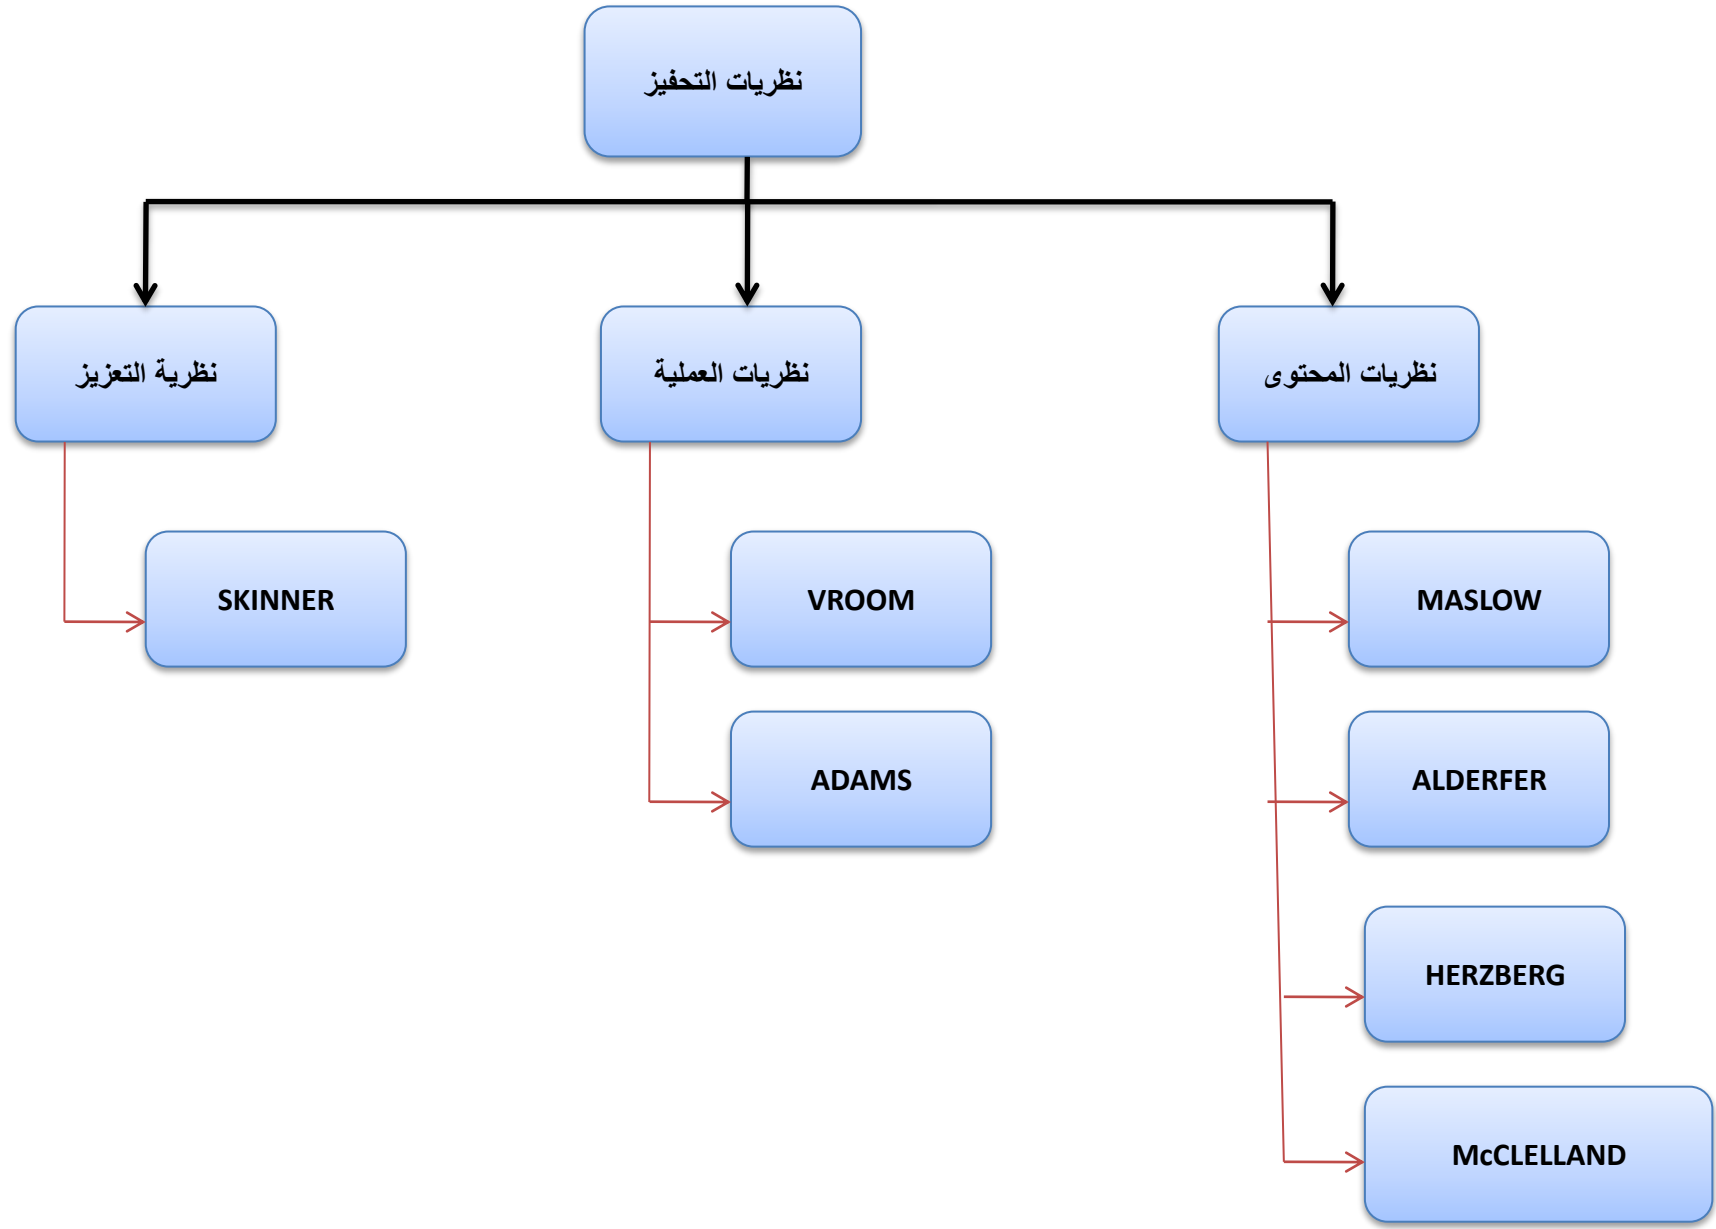 نظريات التحفيز
نظريات المحتوى
نظريات العملية
نظرية التعزيز
MASLOW
VROOM
SKINNER
ALDERFER
ADAMS
HERZBERG
McCLELLAND